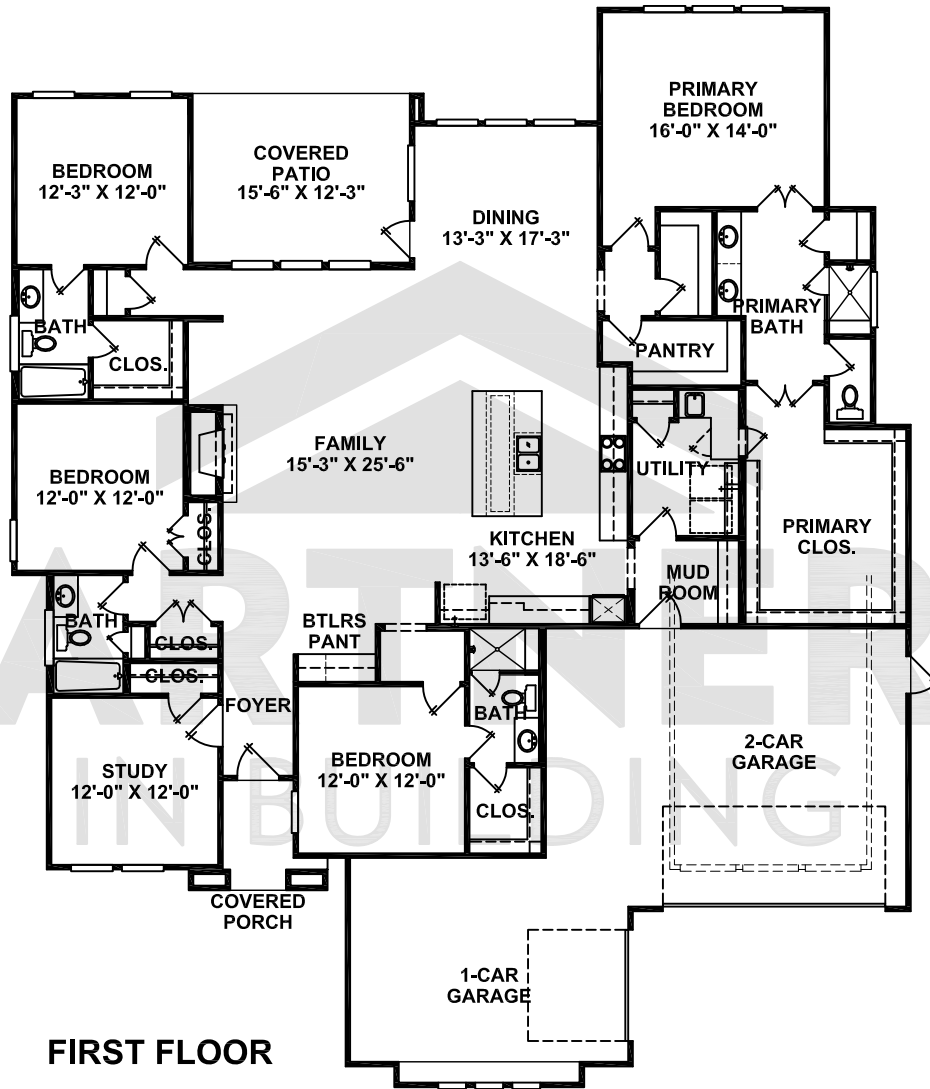 PRIMARY
BEDROOM
16'-0" X 14'-0"
BEDROOM
12'-3" X 12'-0"
COVERED
PATIO
15'-6" X 12'-3"
DINING
13'-3" X 17'-3"
BATH
CLOS.
PRIMARY
BATH
PANTRY
FAMILY
15'-3" X 25'-6"
BEDROOM
12'-0" X 12'-0"
CLOS.
UTILITY
KITCHEN
13'-6" X 18'-6"
PRIMARY
CLOS.
MUD
ROOM
BATH
CLOS.
CLOS.
BTLRS
PANT
FOYER
BATH
STUDY
12'-0" X 12'-0"
BEDROOM
12'-0" X 12'-0"
CLOS.
2-CAR
GARAGE
ARTNER
IN BUILDING
COVERED
PORCH
1-CAR
GARAGE
FIRST FLOOR